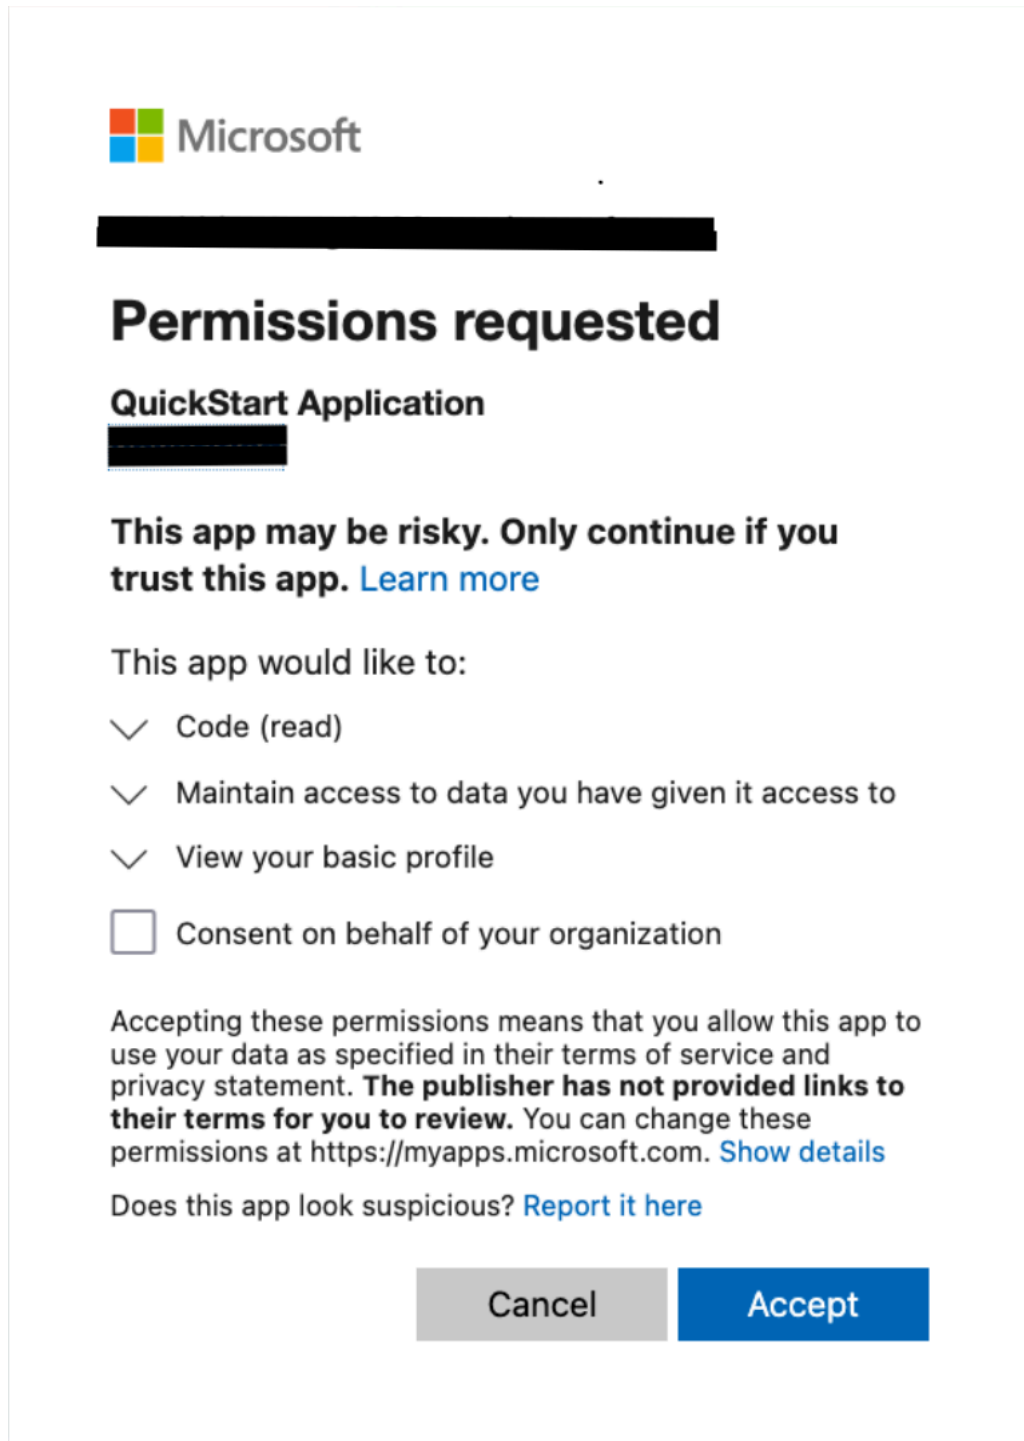 Microsoft
Permissions requested
QuickStart Application
This app may be risky. Only continue if you
trust this app. Learn more
This app would like to:
Code (read)
Maintain access to data you have given it access to
View your basic profile
Consent on behalf of your organization
Accepting these permissions means that you allow this app to
use your data as specified in their terms of service and
privacy statement. The publisher has not provided links to
their terms for you to review. You can change these
permissions at https://myapps.microsoft.com. Show details
Does this app look suspicious? Report it here
Cancel Accept